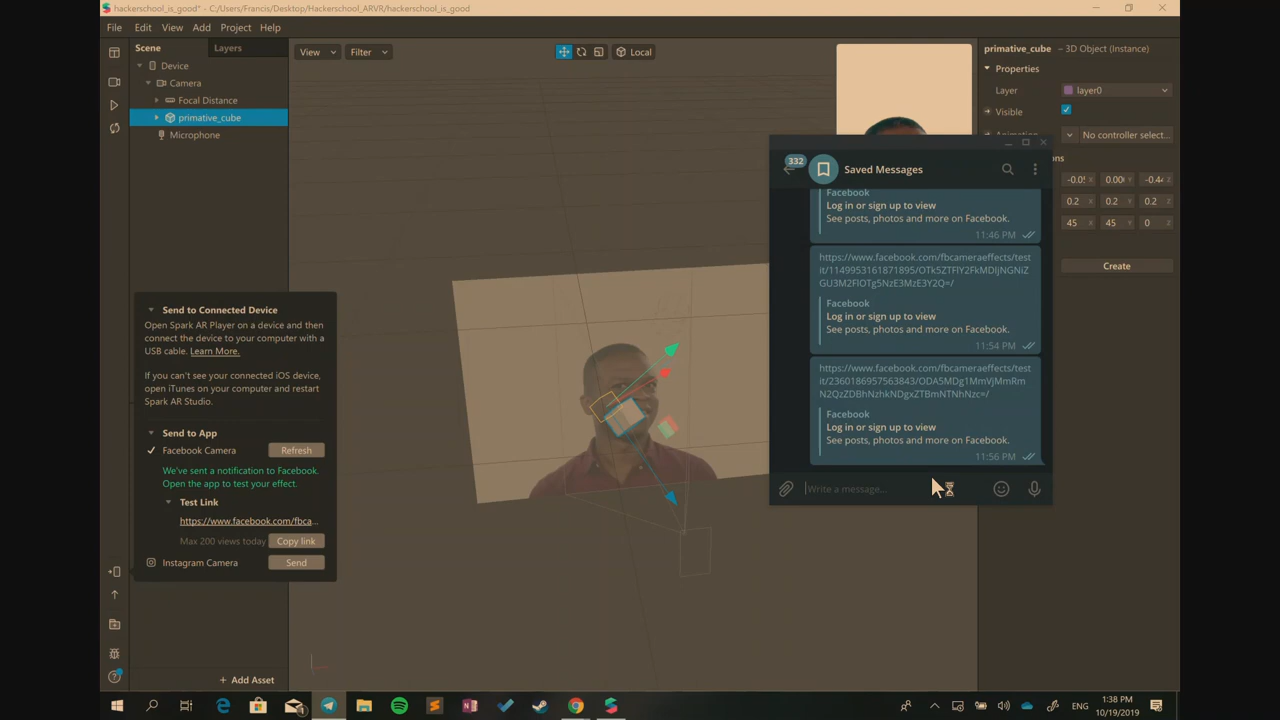 hackerschool_is_good* - C:/Users/Francis/Desktop/Hackerschool_ARVR/hackerschool_is_good
File Edit View Add Project Help
Scene Layers
Device
Camera
Focal Distance
primative_cube
Microphone
View Filter Local
primative_cube – 3D Object (Instance)
Properties
Layer layer0
Visible
No controller select...
0.2 0.2 0.2
45 45 0
Create
332 Saved Messages
Facebook
Log in or sign up to view
See posts, photos and more on Facebook.
11:46 PM
https://www.facebook.com/fbcameraeffects/test
Facebook
Log in or sign up to view
See posts, photos and more on Facebook.
11:54 PM
https://www.facebook.com/fbcameraeffects/test
Facebook
Log in or sign up to view
See posts, photos and more on Facebook.
11:56 PM
Write a message...
Send to Connected Device
Open Spark AR Player on a device and then
connect the device to your computer with a
USB cable. Learn More.
If you can't see your connected iOS device,
open iTunes on your computer and restart
Spark AR Studio.
Send to App
Facebook Camera Refresh
We've sent a notification to Facebook.
Open the app to test your effect.
Test Link
https://www.facebook.com/fbca...
Max 200 views today Copy link
Instagram Camera Send
+ Add Asset
ENG
1:38 PM
10/19/2019